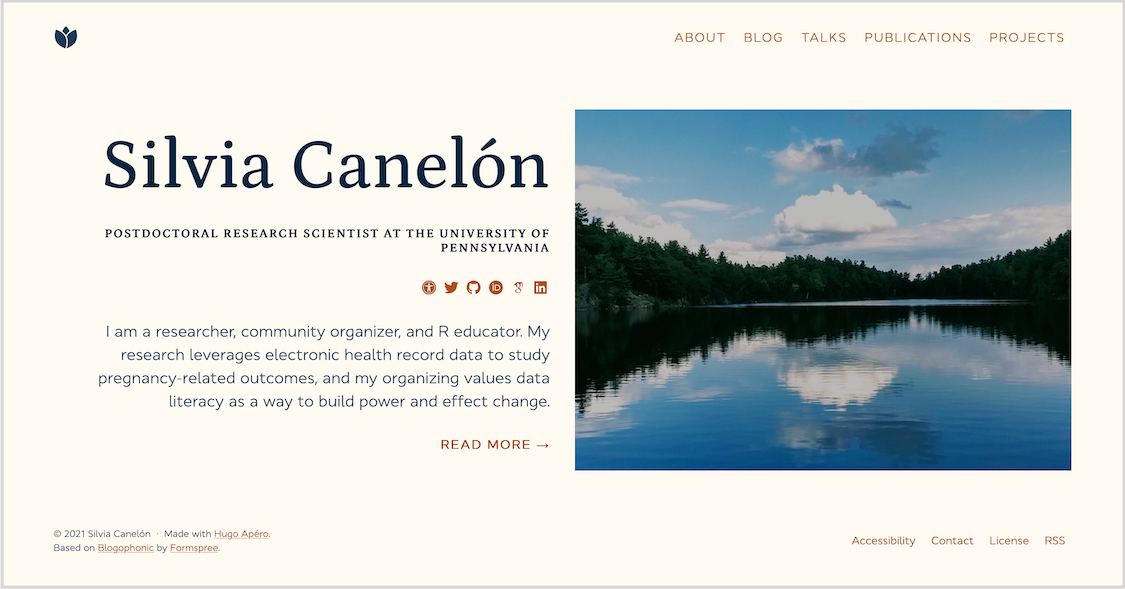 ABOUT BLOG TALKS PUBLICATIONS PROJECTS
Silvia Canelón
POSTDOCTORAL RESEARCH SCIENTIST AT THE UNIVERSITY OF
PENNSYLVANIA
iD
in
I am a researcher, community organizer, and R educator. My
research leverages electronic health record data to study
pregnancy-related outcomes, and my organizing values data
literacy as a way to build power and effect change.
READ MORE →
© 2021 Silvia Canelón · Made with Hugo Apéro.
Based on Blogophonic by Formspree.
Accessibility Contact License RSS